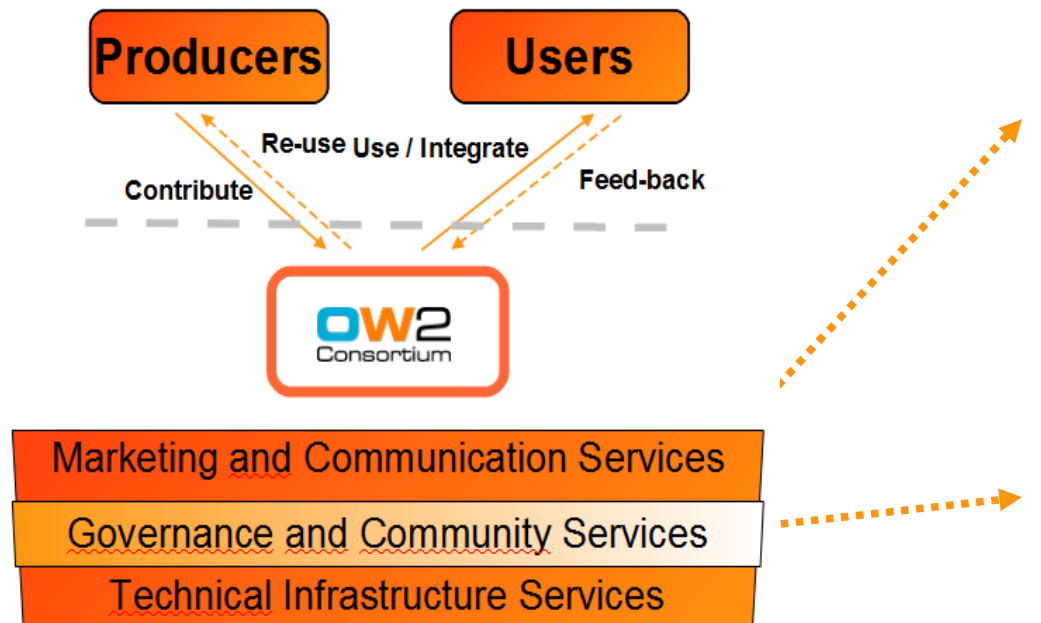 Producers
Users
Re-use
Use / Integrate
Contribute
Feed-back
OW2
Consortium
Marketing and Communication Services
Governance and Community Services
Technical Infrastructure Services